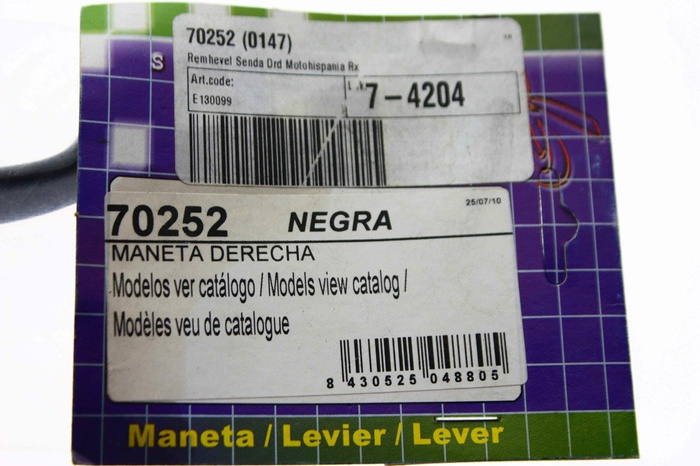 70252 (0147)
Remhevel Senda Drd Motohispania Rx
Art.code:
E130099
7-4204
S
70252 NEGRA
25/07/10
MANETA DERECHA
Modelos ver catálogo / Models view catalog /
Modèles veu de catalogue
8 430525 048805
Maneta / Levier / Lever